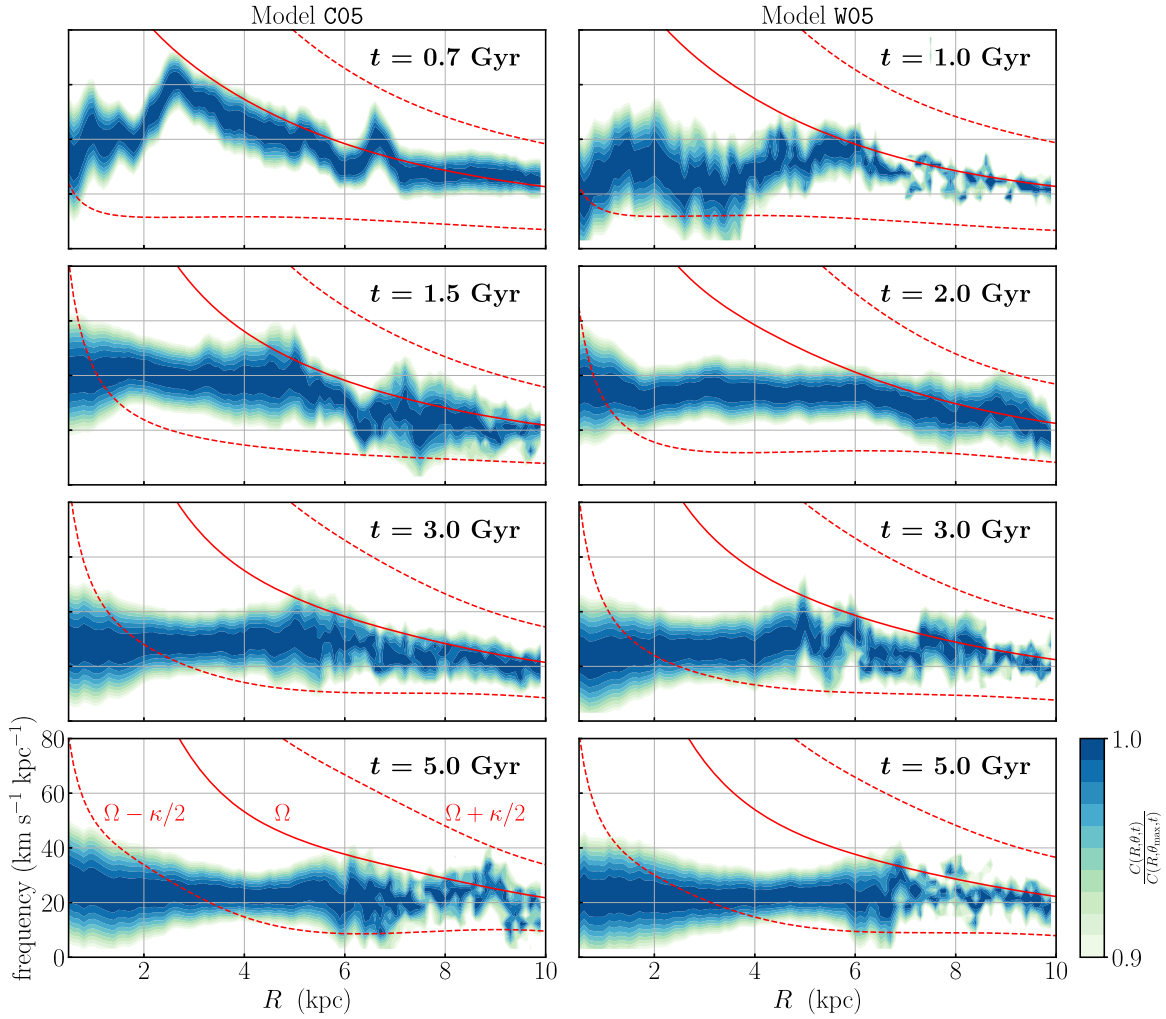 Model C05
Model W05
t = 0.7 Gyr
t = 1.0 Gyr
t = 1.5 Gyr
t = 2.0 Gyr
t = 3.0 Gyr
t = 3.0 Gyr
t = 5.0 Gyr
t = 5.0 Gyr
Ω − κ/2
Ω
Ω + κ/2
frequency (km s⁻¹ kpc⁻¹)
80
60
40
20
0
2 4 6 8 10
2 4 6 8 10
R (kpc)
R (kpc)
1.0
0.9
C(R,θ,t)
C(R,θmax,t)